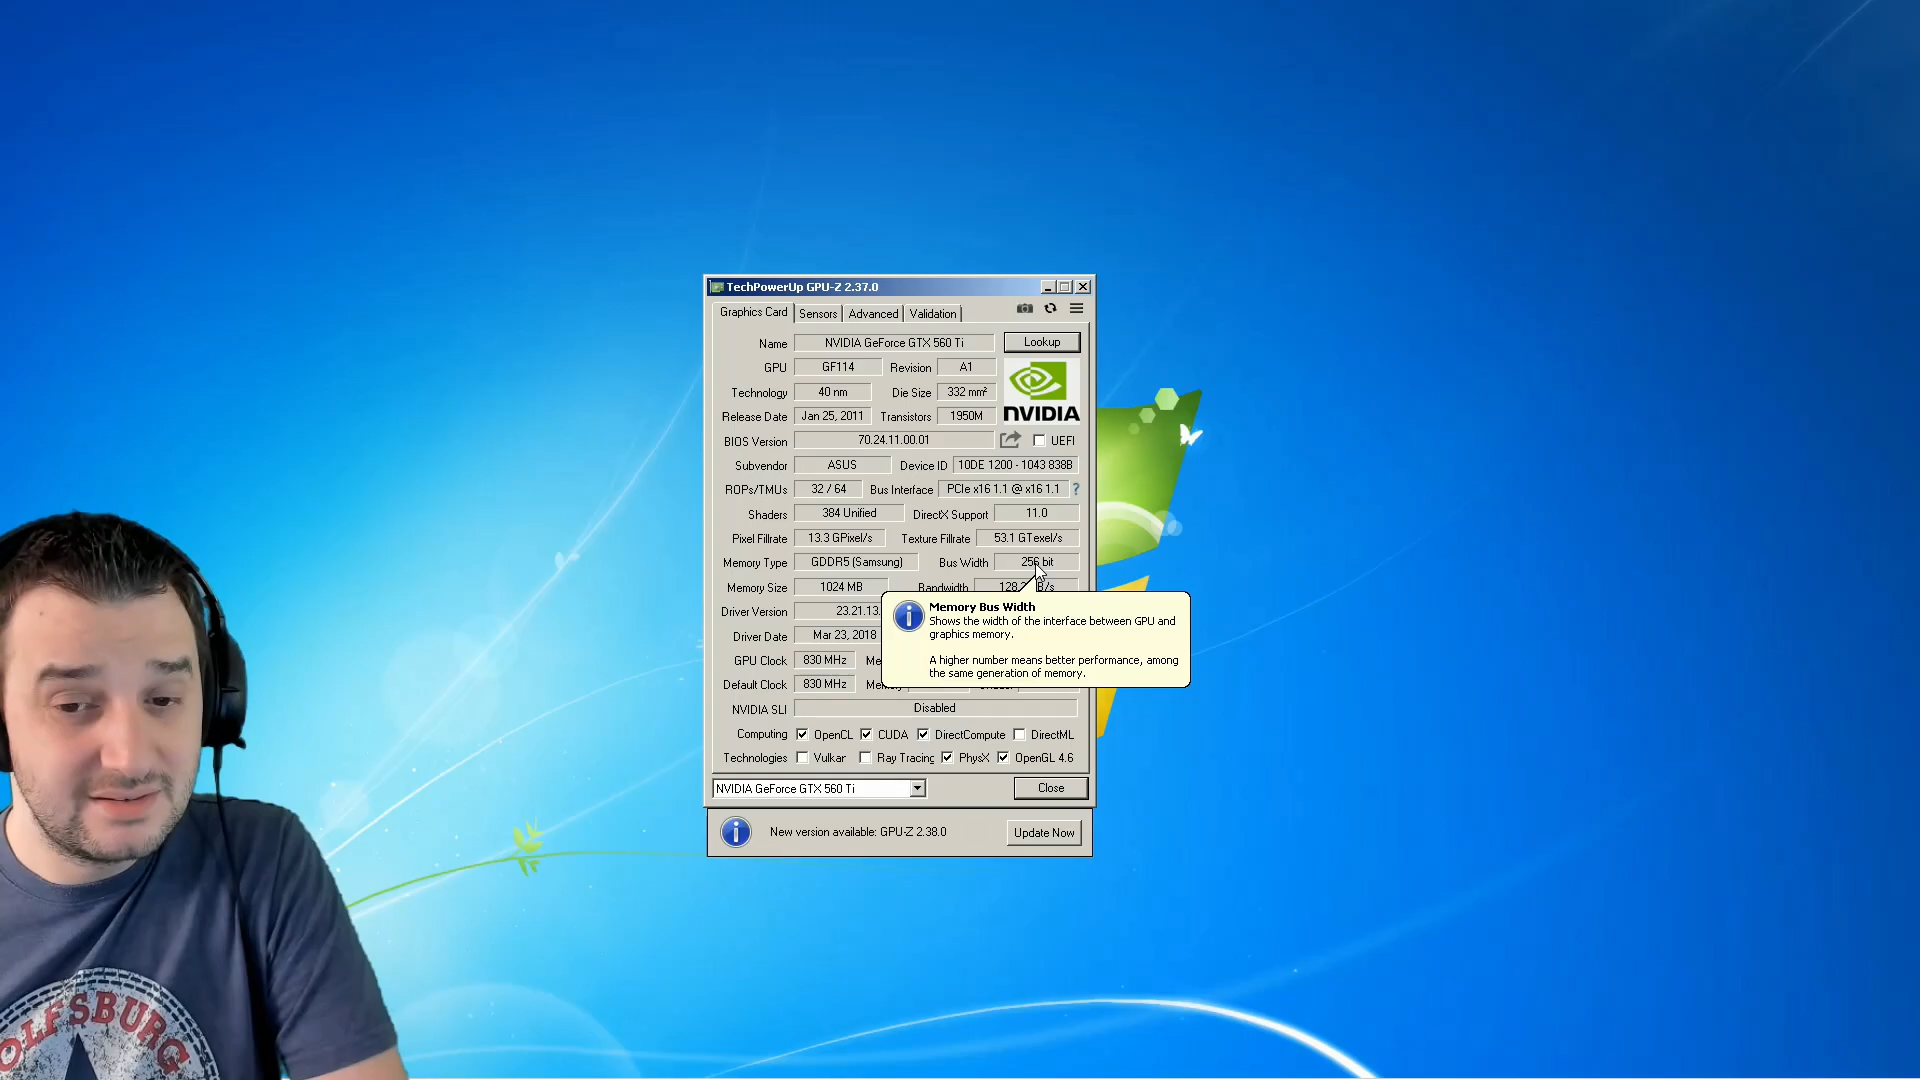 TechPowerUp GPU-Z 2.37.0
Graphics Card Sensors Advanced Validation
Name NVIDIA GeForce GTX 560 Ti Lookup
GPU GF114 Revision A1
NVIDIA
Technology 40 nm Die Size 332 mm²
Release Date Jan 25, 2011 Transistors 1950M
BIOS Version 70.24.11.00.01 UEFI
Subvendor ASUS Device ID 10DE 1200 - 1043 838B
ROPs/TMUs 32 / 64 Bus Interface PCIe x16 1.1 @ x16 1.1 ?
Shaders 384 Unified DirectX Support 11.0
Pixel Fillrate 13.3 GPixel/s Texture Fillrate 53.1 GTexel/s
Memory Type GDDR5 (Samsung) Bus Width 256 bit
Memory Size 1024 MB Bandwidth
Driver Version 23.21.13.
Driver Date Mar 23, 2018
GPU Clock 830 MHz
Default Clock 830 MHz
Memory Bus Width
Shows the width of the interface between GPU and
graphics memory.
A higher number means better performance, among
the same generation of memory.
NVIDIA SLI Disabled
Computing OpenCL CUDA DirectCompute DirectML
Technologies Vulkan Ray Tracing PhysX OpenGL 4.6
NVIDIA GeForce GTX 560 Ti Close
New version available: GPU-Z 2.38.0 Update Now
OLFSBURG